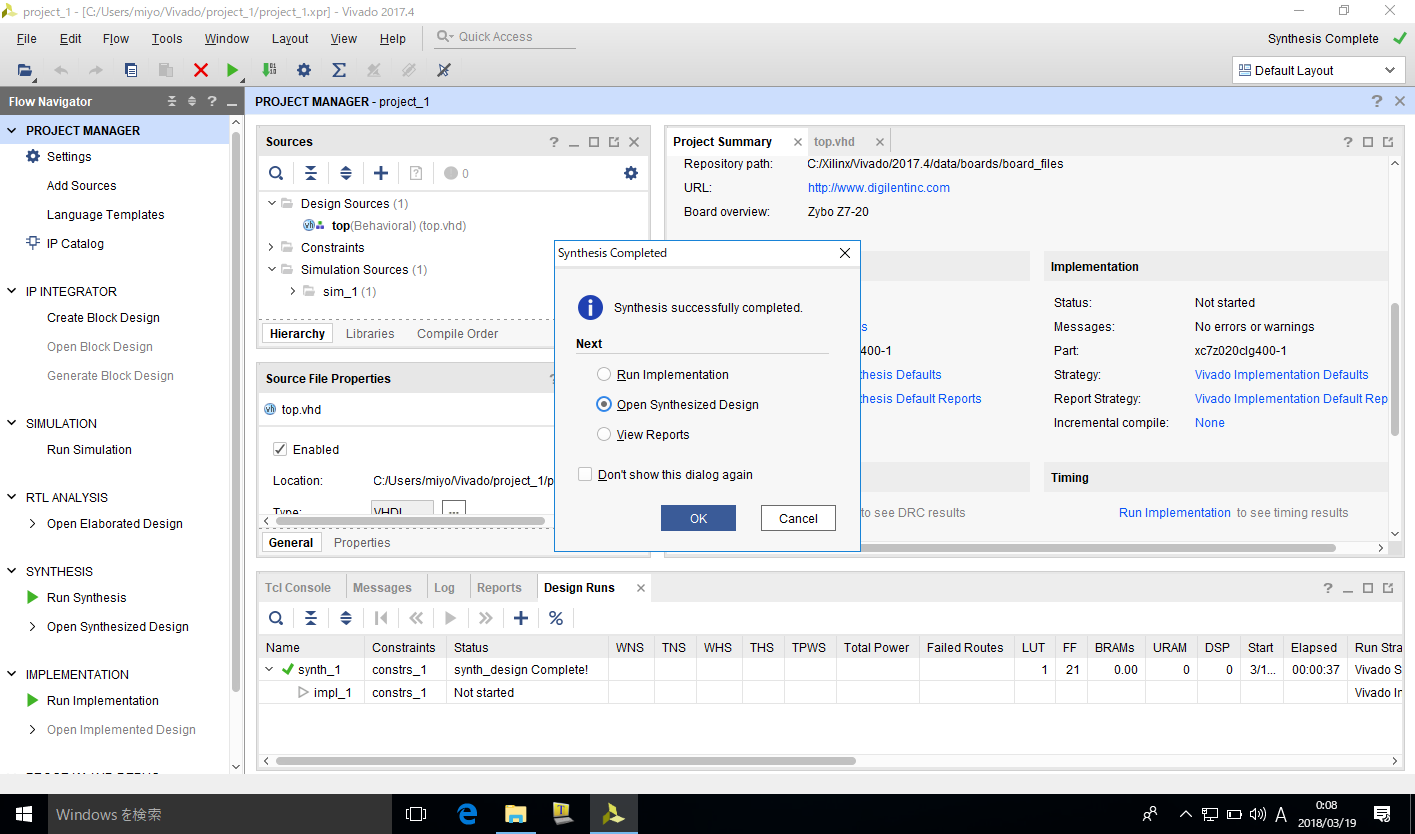 project_1 - [C:/Users/miyo/Vivado/project_1/project_1.xpr] - Vivado 2017.4
File Edit Flow Tools Window Layout View Help Quick Access
Synthesis Complete
Default Layout
Flow Navigator
PROJECT MANAGER
Settings
Add Sources
Language Templates
IP Catalog
IP INTEGRATOR
Create Block Design
Open Block Design
Generate Block Design
SIMULATION
Run Simulation
RTL ANALYSIS
Open Elaborated Design
SYNTHESIS
Run Synthesis
Open Synthesized Design
IMPLEMENTATION
Run Implementation
Open Implemented Design
PROJECT MANAGER - project_1
Sources
0
Design Sources (1)
top(Behavioral) (top.vhd)
Constraints
Simulation Sources (1)
sim_1 (1)
Hierarchy Libraries Compile Order
Source File Properties
top.vhd
Enabled
Location: C:/Users/miyo/Vivado/project_1/p
Type: VHDL ...
General Properties
Project Summary top.vhd
Repository path: C:/Xilinx/Vivado/2017.4/data/boards/board_files
URL: http://www.digilentinc.com
Board overview: Zybo Z7-20
Implementation
Status: Not started
Messages: No errors or warnings
400-1
Part: xc7z020clg400-1
thesis Defaults
Strategy: Vivado Implementation Defaults
thesis Default Reports
Report Strategy: Vivado Implementation Default Rep
Incremental compile: None
Timing
to see DRC results
Run Implementation to see timing results
Synthesis Completed
Synthesis successfully completed.
Next
Run Implementation
Open Synthesized Design
View Reports
Don't show this dialog again
OK Cancel
Tcl Console Messages Log Reports Design Runs
Name Constraints Status WNS TNS WHS THS TPWS Total Power Failed Routes LUT FF BRAMs URAM DSP Start Elapsed Run Stra
synth_1 constrs_1 synth_design Complete! 1 21 0.00 0 0 3/1... 00:00:37 Vivado S
impl_1 constrs_1 Not started Vivado In
Windows を検索
A
0:08
2018/03/19